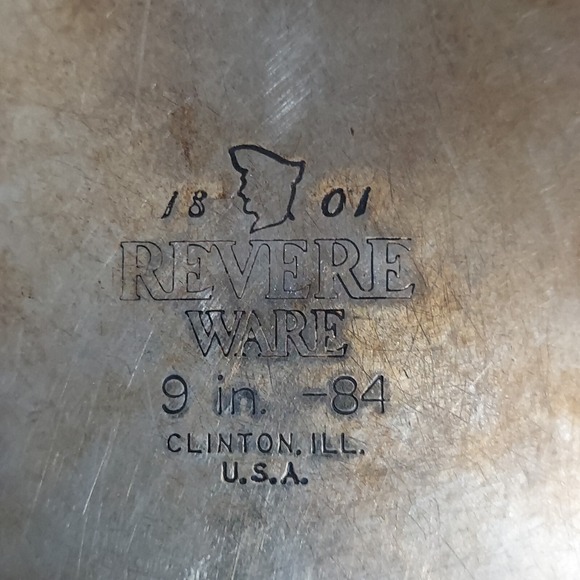 18 01
REVERE
WARE
9 in. -84
CLINTON, ILL.
U.S.A.